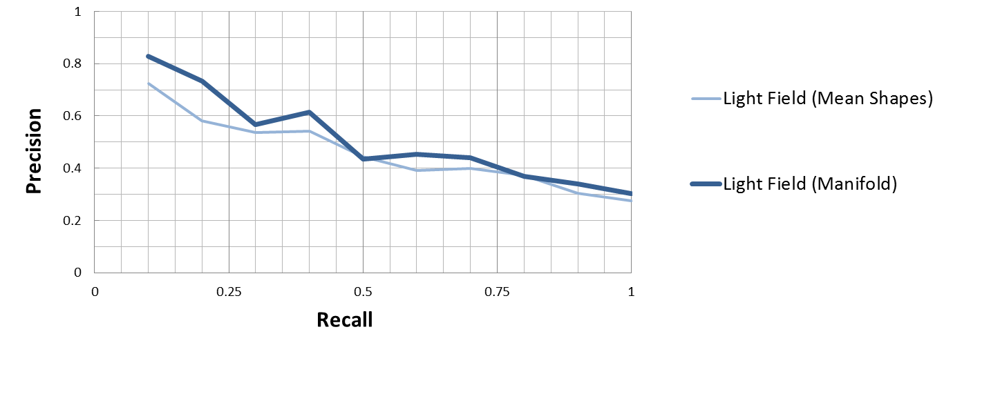 1
0.8
0.6
0.4
0.2
0
Precision
0 0.25 0.5 0.75 1
Recall
Light Field (Mean Shapes)
Light Field (Manifold)